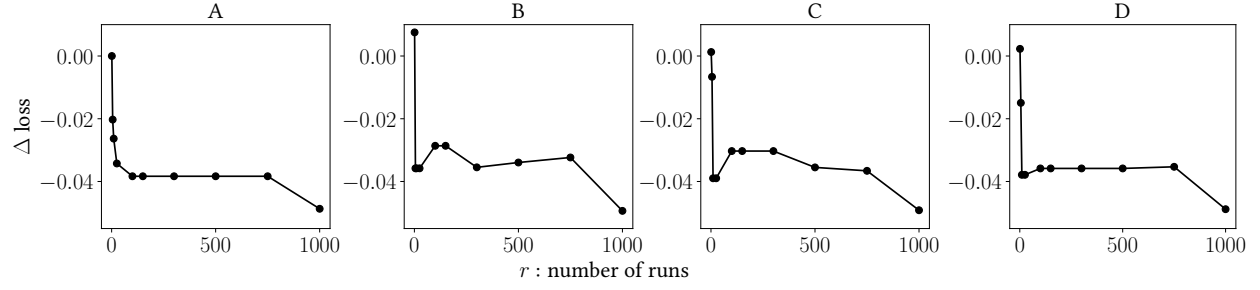 A B C D
Δ loss
0.00 0.00 0.00 0.00
−0.02 −0.02 −0.02 −0.02
−0.04 −0.04 −0.04 −0.04
0 500 1000 0 500 1000 0 500 1000 0 500 1000
r : number of runs